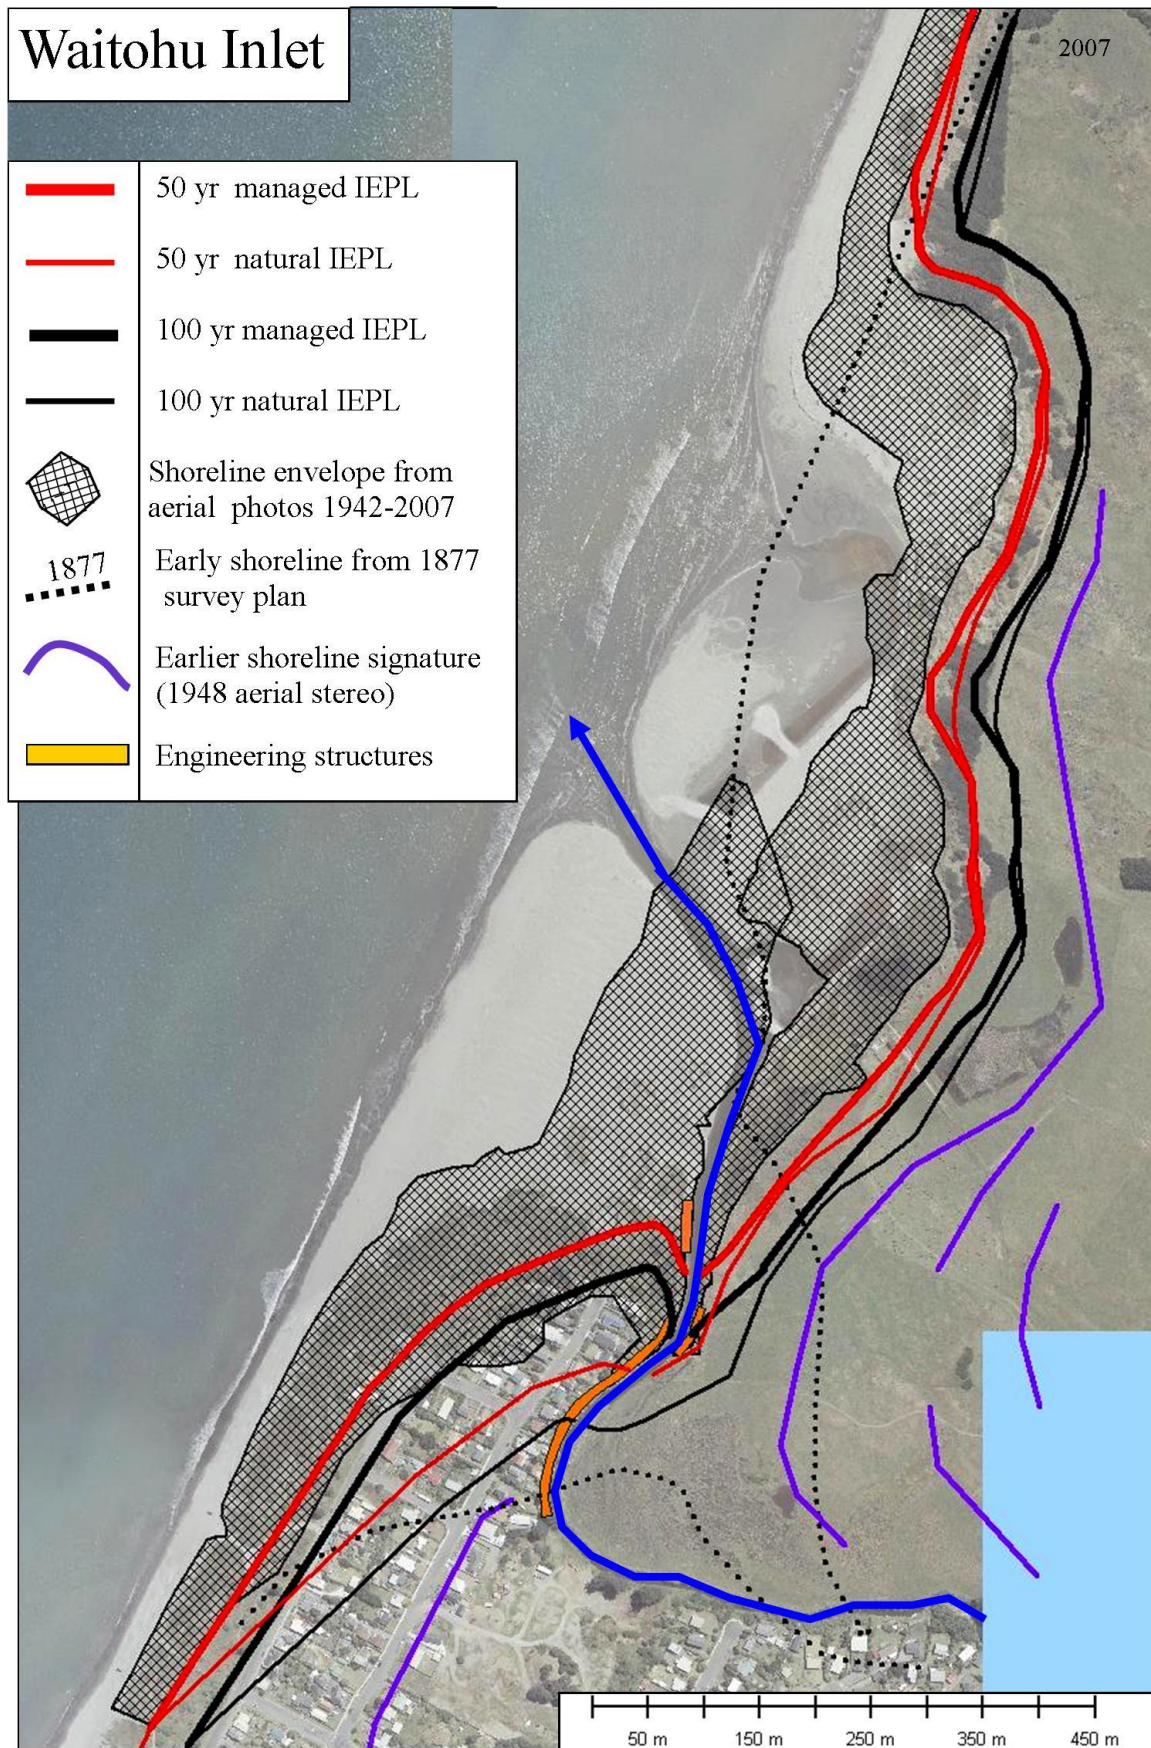 Waitohu Inlet
2007
50 yr managed IEPL
50 yr natural IEPL
100 yr managed IEPL
100 yr natural IEPL
Shoreline envelope from
aerial photos 1942-2007
1877
Early shoreline from 1877
survey plan
Earlier shoreline signature
(1948 aerial stereo)
Engineering structures
50 m 150 m 250 m 350 m 450 m